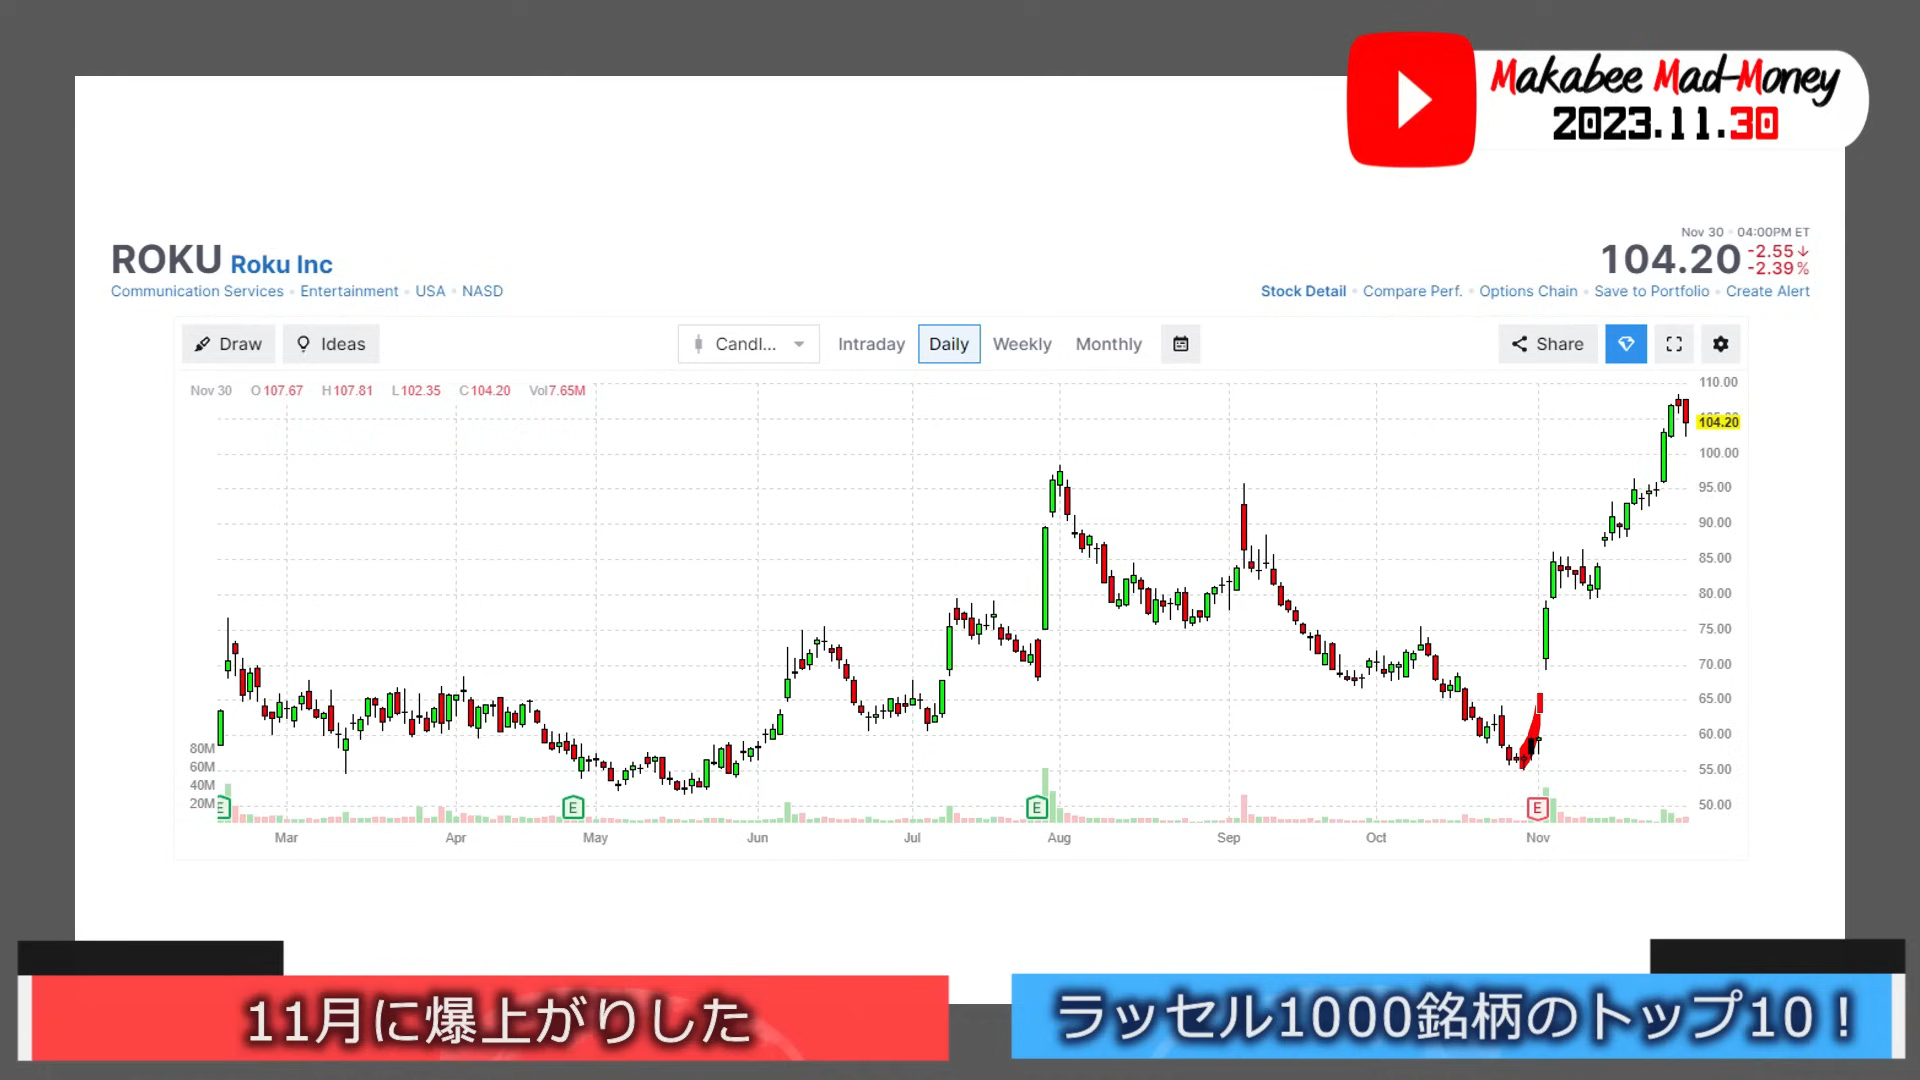 Makabee Mad-Money
2023.11.30
Nov 30 • 04:00PM ET
ROKU Roku Inc
104.20 -2.55↓
-2.39%
Communication Services • Entertainment • USA • NASD
Stock Detail • Compare Perf. • Options Chain • Save to Portfolio • Create Alert
Draw Ideas Candl... Intraday Daily Weekly Monthly Share
Nov 30 O107.67 H107.81 L102.35 C104.20 Vol7.65M
110.00
104.20
100.00
95.00
90.00
85.00
80.00
75.00
70.00
65.00
60.00
55.00
50.00
80M
60M
40M
20M
E E E E
Mar Apr May Jun Jul Aug Sep Oct Nov
11月に爆上がりした
ラッセル1000銘柄のトップ10！